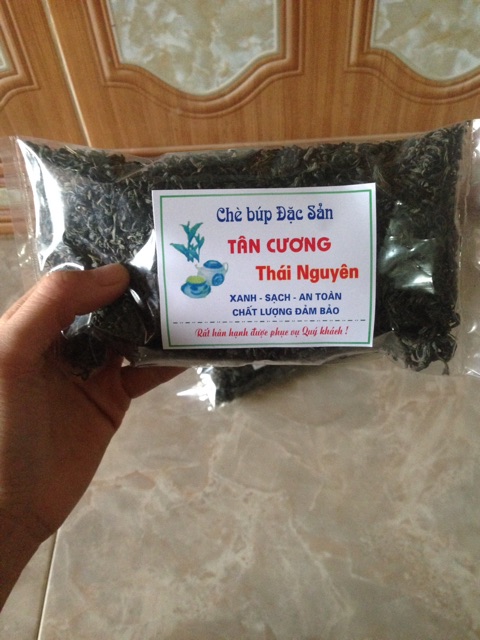 Chè búp Đặc Sản
TÂN CƯƠNG
Thái Nguyên
XANH - SẠCH - AN TOÀN
CHẤT LƯỢNG ĐẢM BẢO
Rất hân hạnh được phục vụ Quý khách !